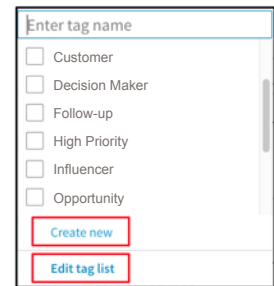 Enter tag name
Customer
Decision Maker
Follow-up
High Priority
Influencer
Opportunity
Create new
Edit tag list